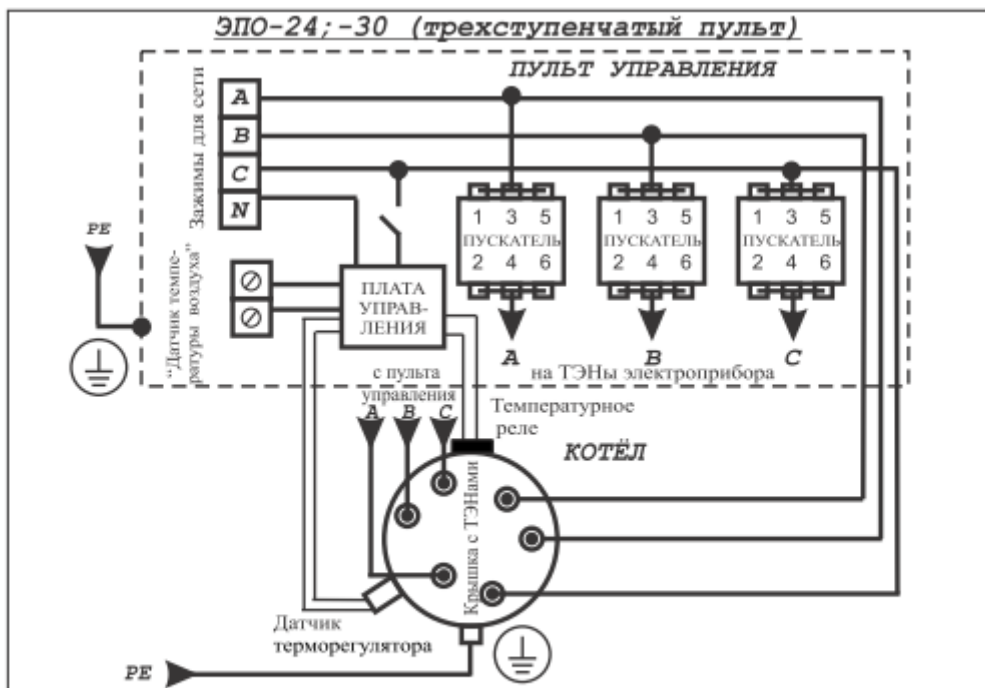 ЭПО-24;-30 (трехступенчатый пульт)
ПУЛЬТ УПРАВЛЕНИЯ
Зажимы для сети
A
B
C
N
PE
"Датчик темпе-
ратуры воздуха"
ПЛАТА
УПРАВ-
ЛЕНИЯ
1 3 5
ПУСКАТЕЛЬ
2 4 6
1 3 5
ПУСКАТЕЛЬ
2 4 6
1 3 5
ПУСКАТЕЛЬ
2 4 6
A B C
на ТЭНы электроприбора
с пульта
управления
A B C
Температурное
реле
КОТЁЛ
Крышка с ТЭНами
Датчик
терморегулятора
PE